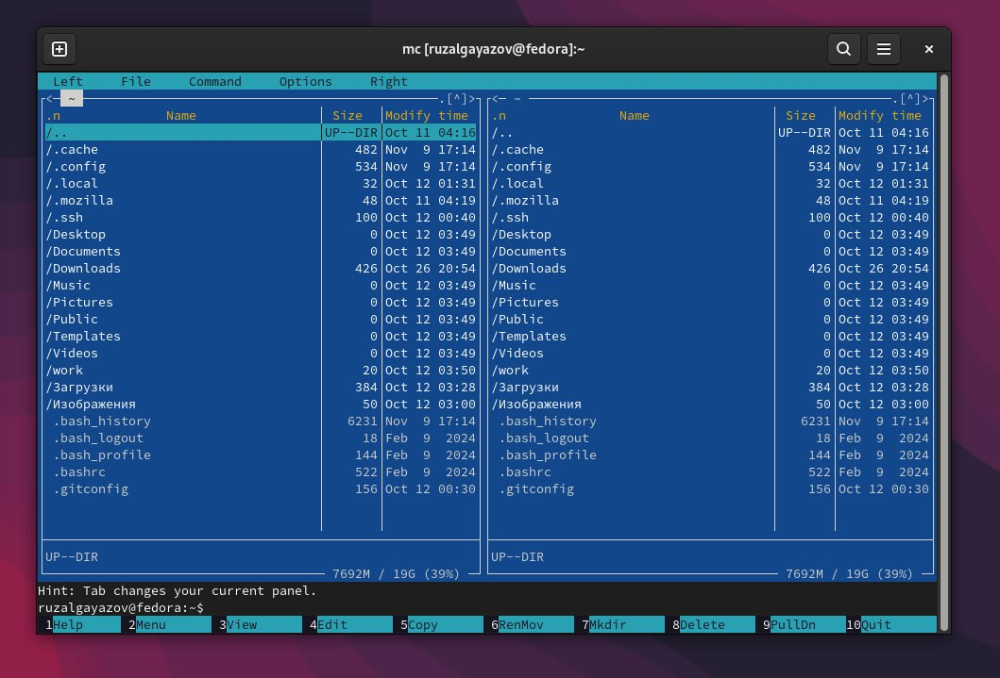 mc [ruzalgayazov@fedora]:~
Left File Command Options Right
<─ ~ .[^]> <─ ~ .[^]>
.n Name Size Modify time .n Name Size Modify time
/.. UP--DIR Oct 11 04:16 /.. UP--DIR Oct 11 04:16
/.cache 482 Nov 9 17:14 /.cache 482 Nov 9 17:14
/.config 534 Nov 9 17:14 /.config 534 Nov 9 17:14
/.local 32 Oct 12 01:31 /.local 32 Oct 12 01:31
/.mozilla 48 Oct 11 04:19 /.mozilla 48 Oct 11 04:19
/.ssh 100 Oct 12 00:40 /.ssh 100 Oct 12 00:40
/Desktop 0 Oct 12 03:49 /Desktop 0 Oct 12 03:49
/Documents 0 Oct 12 03:49 /Documents 0 Oct 12 03:49
/Downloads 426 Oct 26 20:54 /Downloads 426 Oct 26 20:54
/Music 0 Oct 12 03:49 /Music 0 Oct 12 03:49
/Pictures 0 Oct 12 03:49 /Pictures 0 Oct 12 03:49
/Public 0 Oct 12 03:49 /Public 0 Oct 12 03:49
/Templates 0 Oct 12 03:49 /Templates 0 Oct 12 03:49
/Videos 0 Oct 12 03:49 /Videos 0 Oct 12 03:49
/work 20 Oct 12 03:50 /work 20 Oct 12 03:50
/Загрузки 384 Oct 12 03:28 /Загрузки 384 Oct 12 03:28
/Изображения 50 Oct 12 03:00 /Изображения 50 Oct 12 03:00
.bash_history 6231 Nov 9 17:14 .bash_history 6231 Nov 9 17:14
.bash_logout 18 Feb 9 2024 .bash_logout 18 Feb 9 2024
.bash_profile 144 Feb 9 2024 .bash_profile 144 Feb 9 2024
.bashrc 522 Feb 9 2024 .bashrc 522 Feb 9 2024
.gitconfig 156 Oct 12 00:30 .gitconfig 156 Oct 12 00:30
UP--DIR UP--DIR
7692M / 19G (39%) 7692M / 19G (39%)
Hint: Tab changes your current panel.
ruzalgayazov@fedora:~$
1Help 2Menu 3View 4Edit 5Copy 6RenMov 7Mkdir 8Delete 9PullDn 10Quit